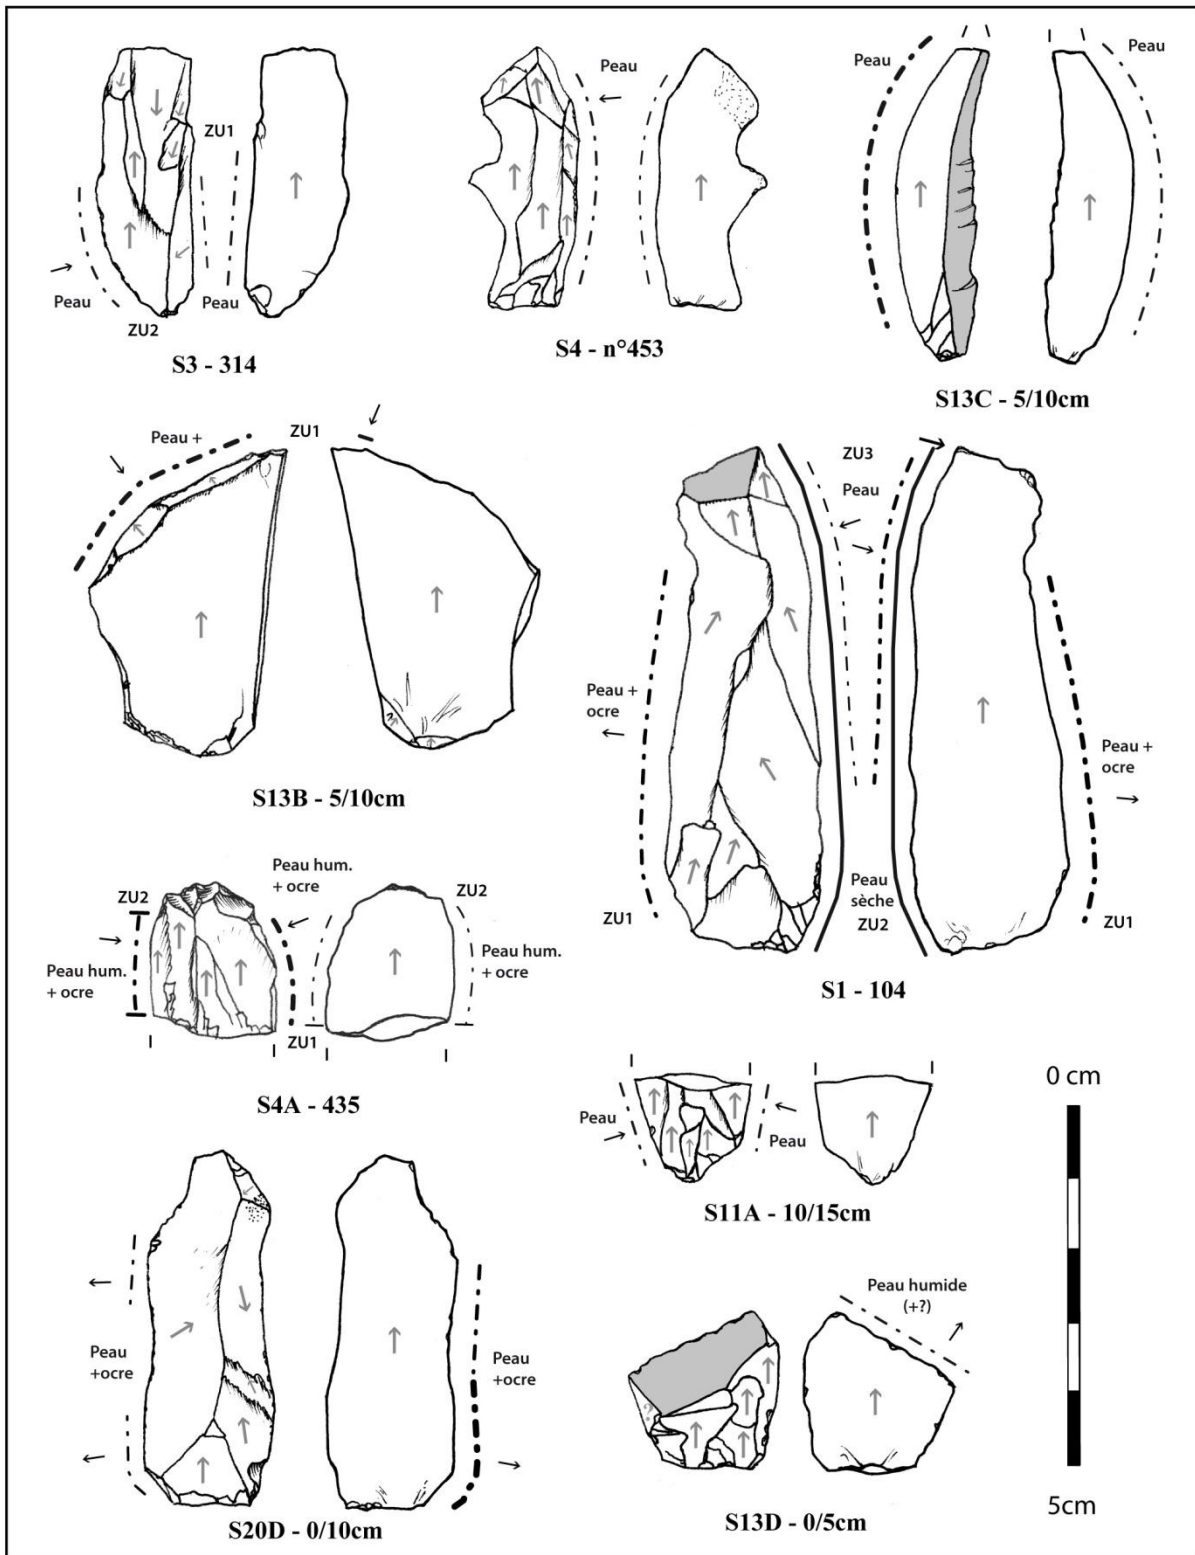 ZU1
Peau
Peau
ZU2
S3 - 314
Peau
S4 - n°453
Peau
Peau
S13C - 5/10cm
Peau +
ZU1
S13B - 5/10cm
ZU3
Peau
Peau +
ocre
Peau +
ocre
ZU1
Peau
sèche
ZU2
ZU1
S1 - 104
ZU2
Peau hum.
+ ocre
Peau hum.
+ ocre
ZU2
Peau hum.
+ ocre
ZU1
S4A - 435
Peau
Peau
S11A - 10/15cm
0 cm
5cm
Peau
+ocre
Peau
+ocre
S20D - 0/10cm
Peau humide
(+?)
?
S13D - 0/5cm